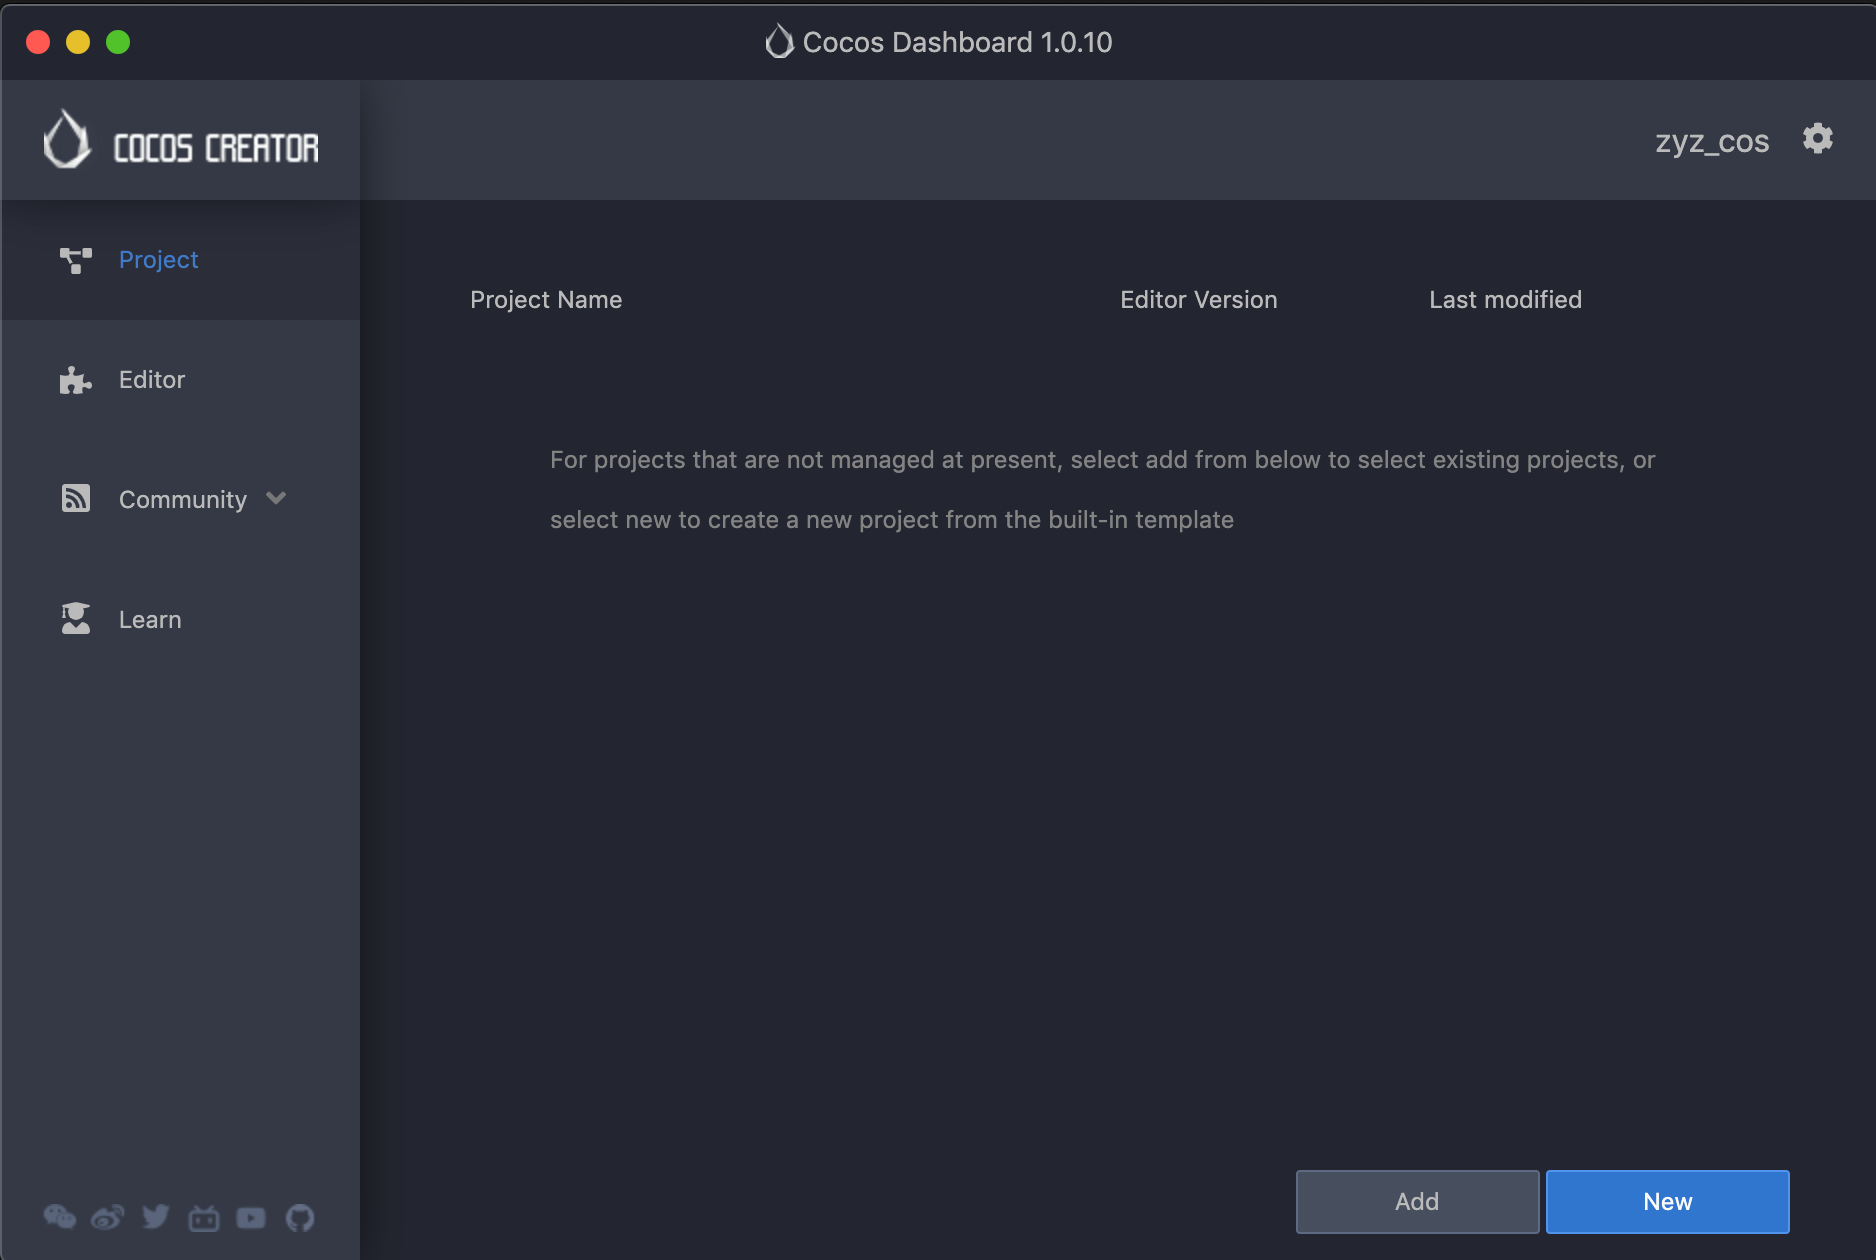 Cocos Dashboard 1.0.10
COCOS CREATOR
zyz_cos
Project
Editor
Community
Learn
Project Name
Editor Version
Last modified
For projects that are not managed at present, select add from below to select existing projects, or
select new to create a new project from the built-in template
Add
New